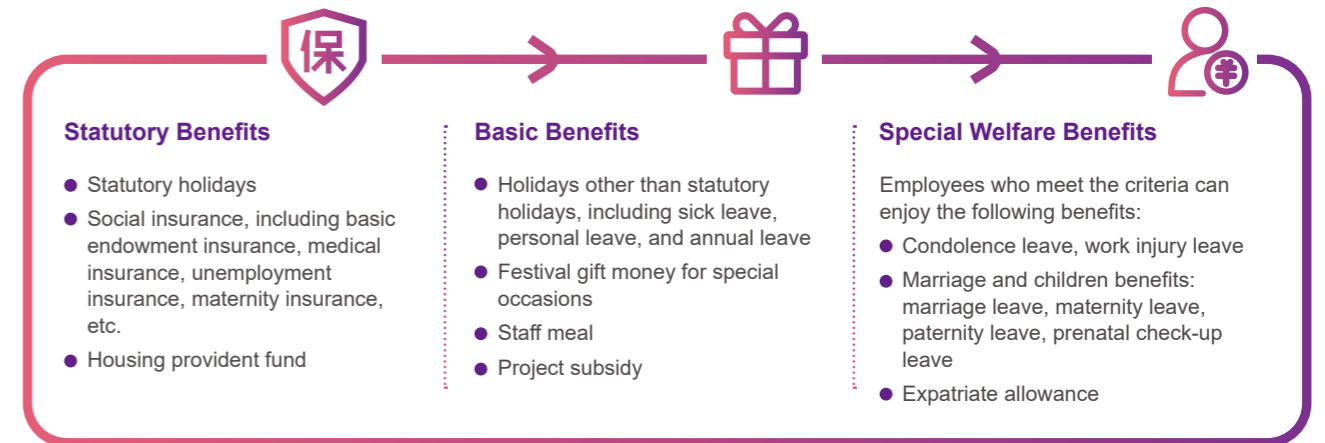 保
Statutory Benefits
● Statutory holidays
● Social insurance, including basic
endowment insurance, medical
insurance, unemployment
insurance, maternity insurance,
etc.
● Housing provident fund
Basic Benefits
● Holidays other than statutory
holidays, including sick leave,
personal leave, and annual leave
● Festival gift money for special
occasions
● Staff meal
● Project subsidy
Special Welfare Benefits
Employees who meet the criteria can
enjoy the following benefits:
● Condolence leave, work injury leave
● Marriage and children benefits:
marriage leave, maternity leave,
paternity leave, prenatal check-up
leave
● Expatriate allowance